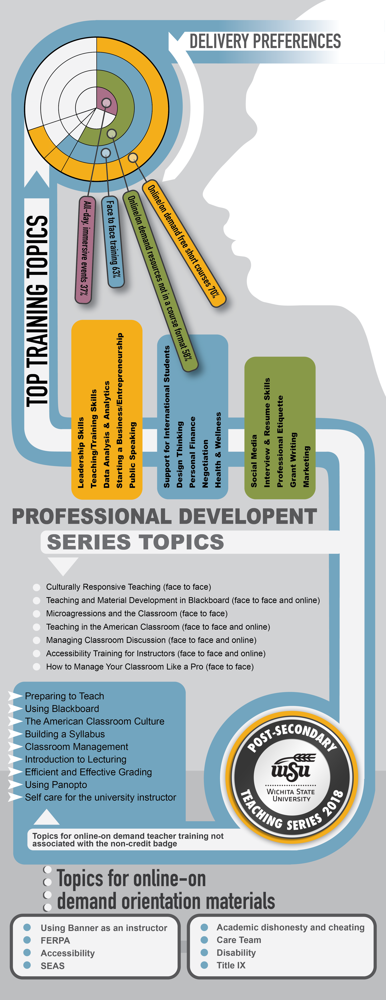 DELIVERY PREFERENCES
All-day, immersive events 37%
Face to face training 63%
Online/on demand resources not in a course format 58%
Online/on demand free short courses 70%
TOP TRAINING TOPICS
Leadership Skills
Teaching/Training Skills
Data Analysis & Analytics
Starting a Business/Entrepreneurship
Public Speaking
Support for International Students
Design Thinking
Personal Finance
Negotiation
Health & Wellness
Social Media
Interview & Resume Skills
Professional Etiquette
Grant Writing
Marketing
PROFESSIONAL DEVELOPENT
SERIES TOPICS
Culturally Responsive Teaching (face to face)
Teaching and Material Development in Blackboard (face to face and online)
Microagressions and the Classroom (face to face)
Teaching in the American Classroom (face to face and online)
Managing Classroom Discussion (face to face and online)
Accessibility Training for Instructors (face to face and online)
How to Manage Your Classroom Like a Pro (face to face)
Preparing to Teach
Using Blackboard
The American Classroom Culture
Building a Syllabus
Classroom Management
Introduction to Lecturing
Efficient and Effective Grading
Using Panopto
Self care for the university instructor
POST-SECONDARY
wsu
WICHITA STATE
UNIVERSITY
TEACHING SERIES 2018
Topics for online-on demand teacher training not
associated with the non-credit badge
Topics for online-on
demand orientation materials
Using Banner as an instructor
FERPA
Accessibility
SEAS
Academic dishonesty and cheating
Care Team
Disability
Title IX